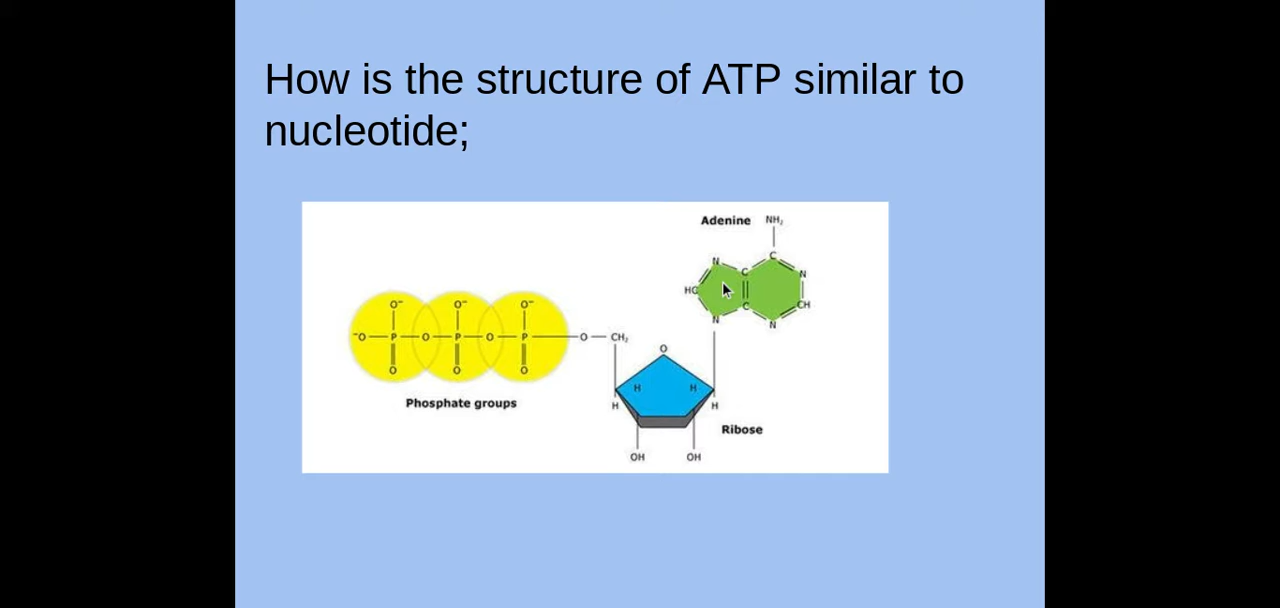 How is the structure of ATP similar to
nucleotide;
Adenine NH₂
N C C N
HC CH
N C N
O⁻ O⁻ O⁻
⁻O P O P O P O CH₂
O O O
O
H H
H H
Phosphate groups
Ribose
OH OH